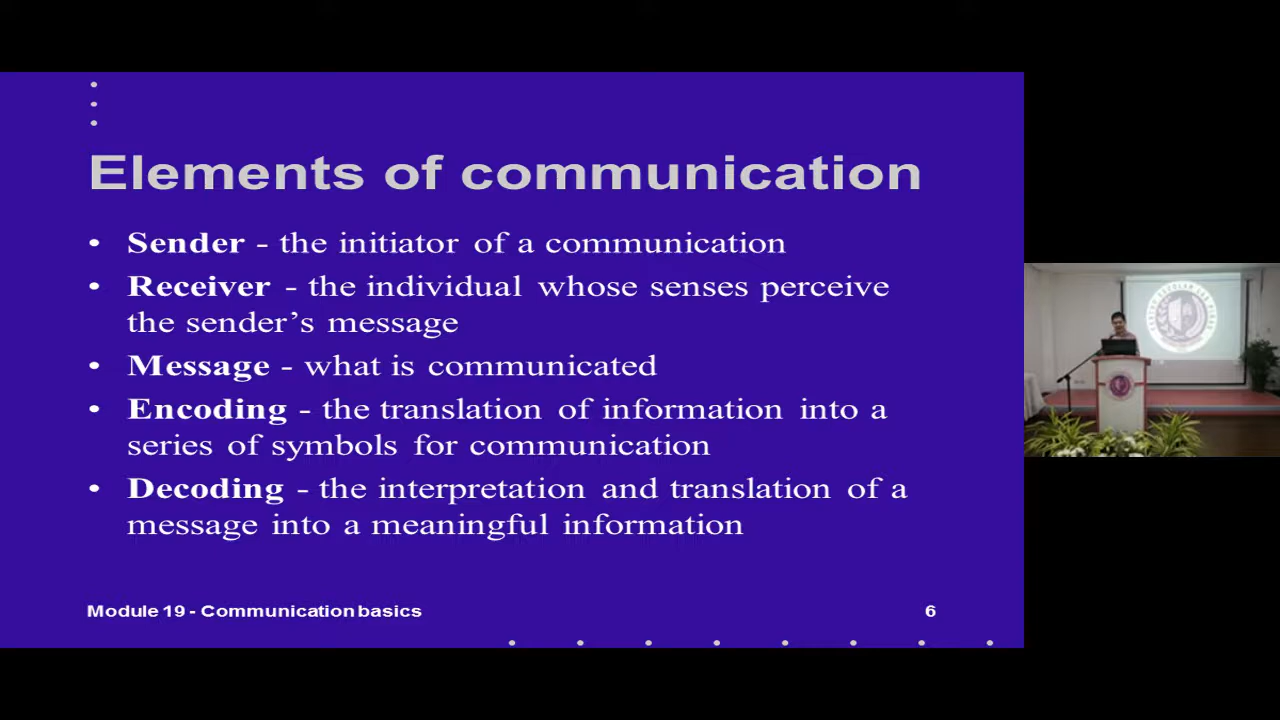 Elements of communication
• Sender - the initiator of a communication
• Receiver - the individual whose senses perceive
the sender's message
• Message - what is communicated
• Encoding - the translation of information into a
series of symbols for communication
• Decoding - the interpretation and translation of a
message into a meaningful information
Module 19 - Communication basics
6